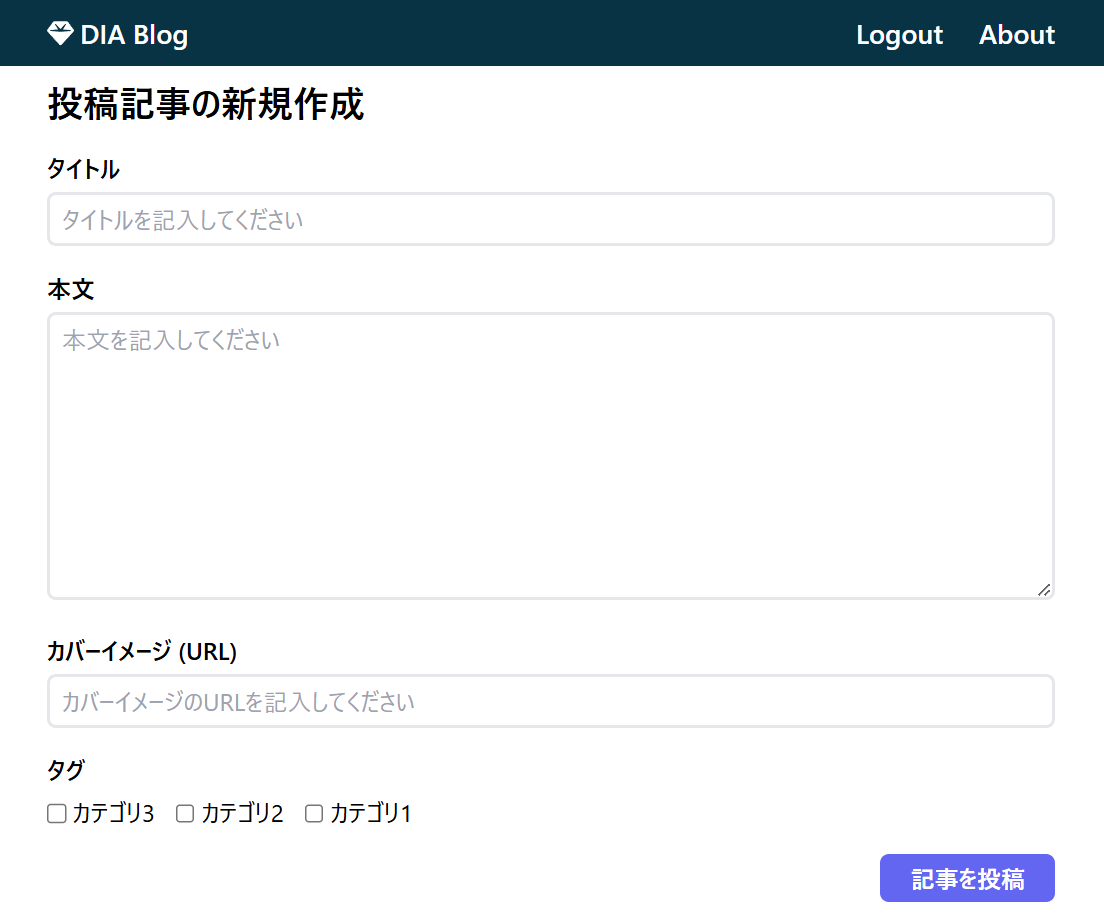 DIA Blog Logout About
投稿記事の新規作成
タイトル
タイトルを記入してください
本文
本文を記入してください
カバーイメージ (URL)
カバーイメージのURLを記入してください
タグ
カテゴリ3 カテゴリ2 カテゴリ1
記事を投稿